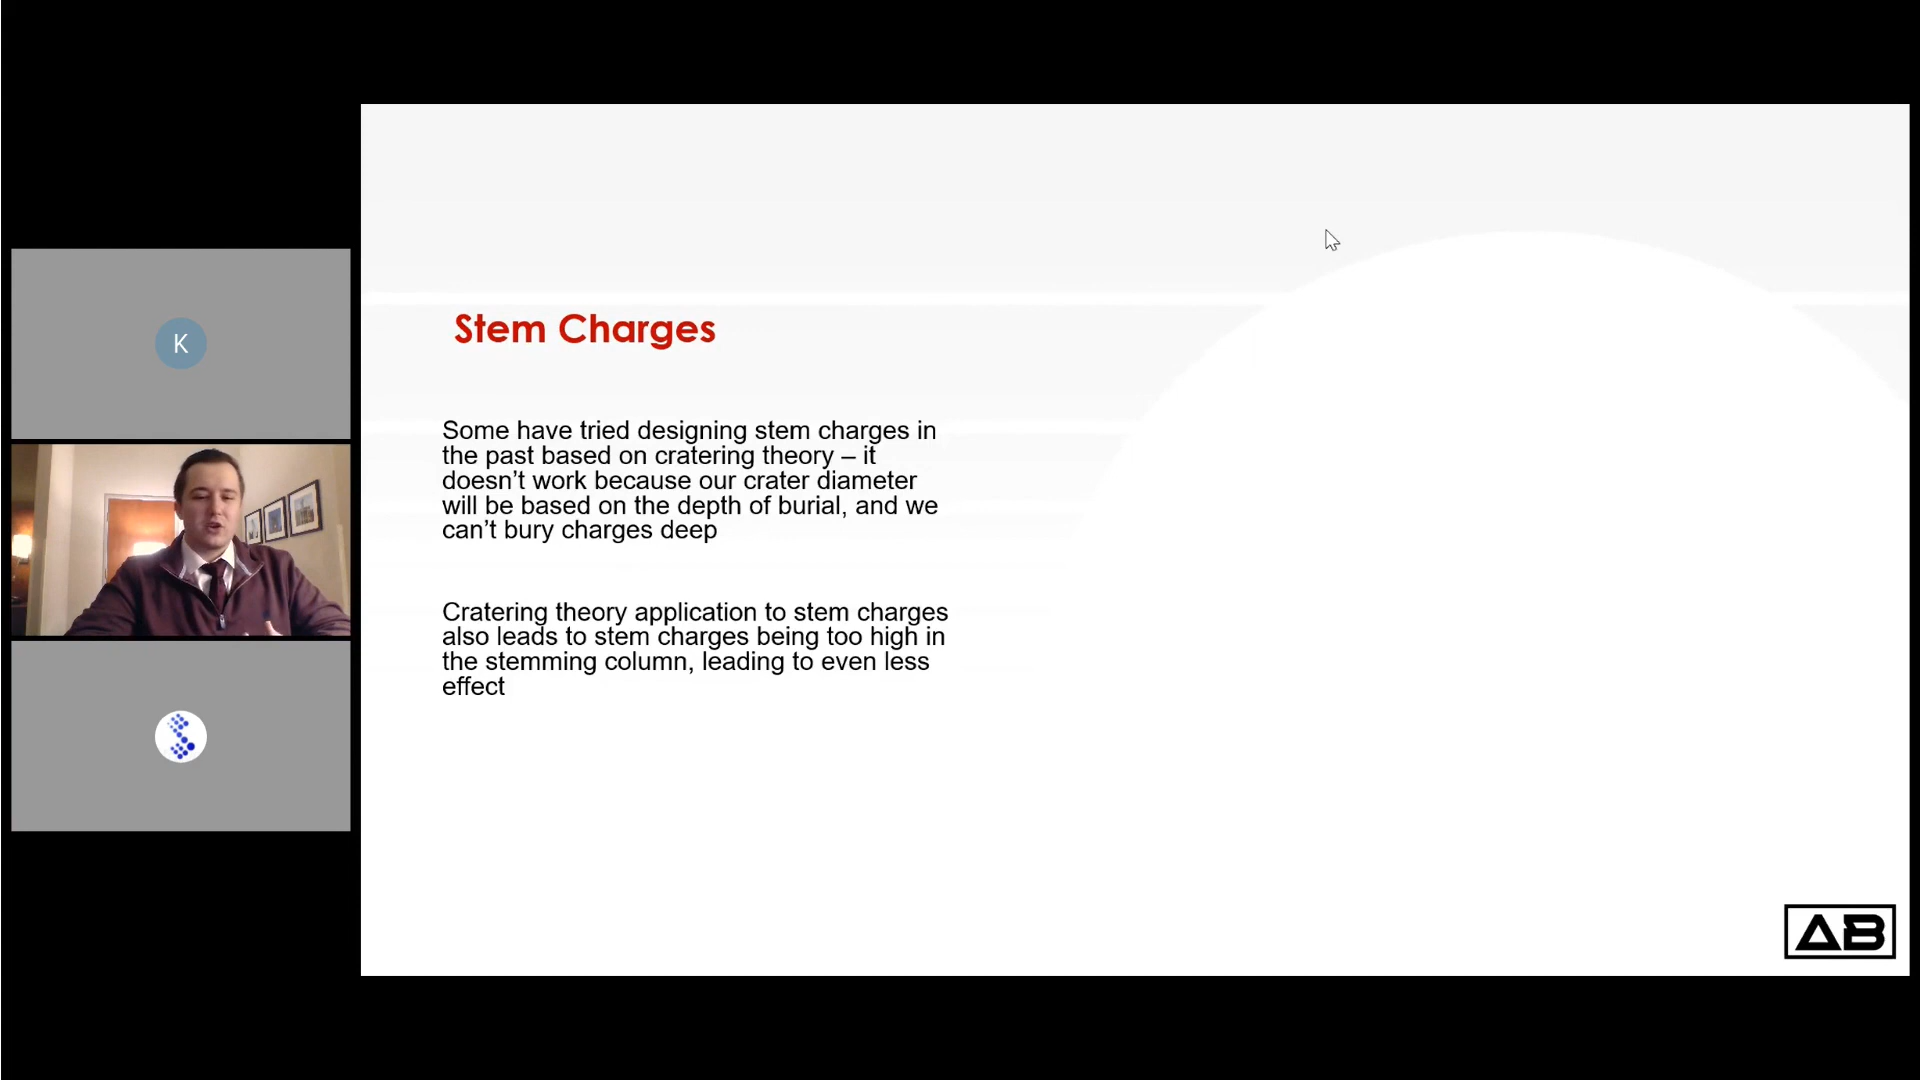 K
Stem Charges
Some have tried designing stem charges in
the past based on cratering theory – it
doesn’t work because our crater diameter
will be based on the depth of burial, and we
can’t bury charges deep
Cratering theory application to stem charges
also leads to stem charges being too high in
the stemming column, leading to even less
effect
AB